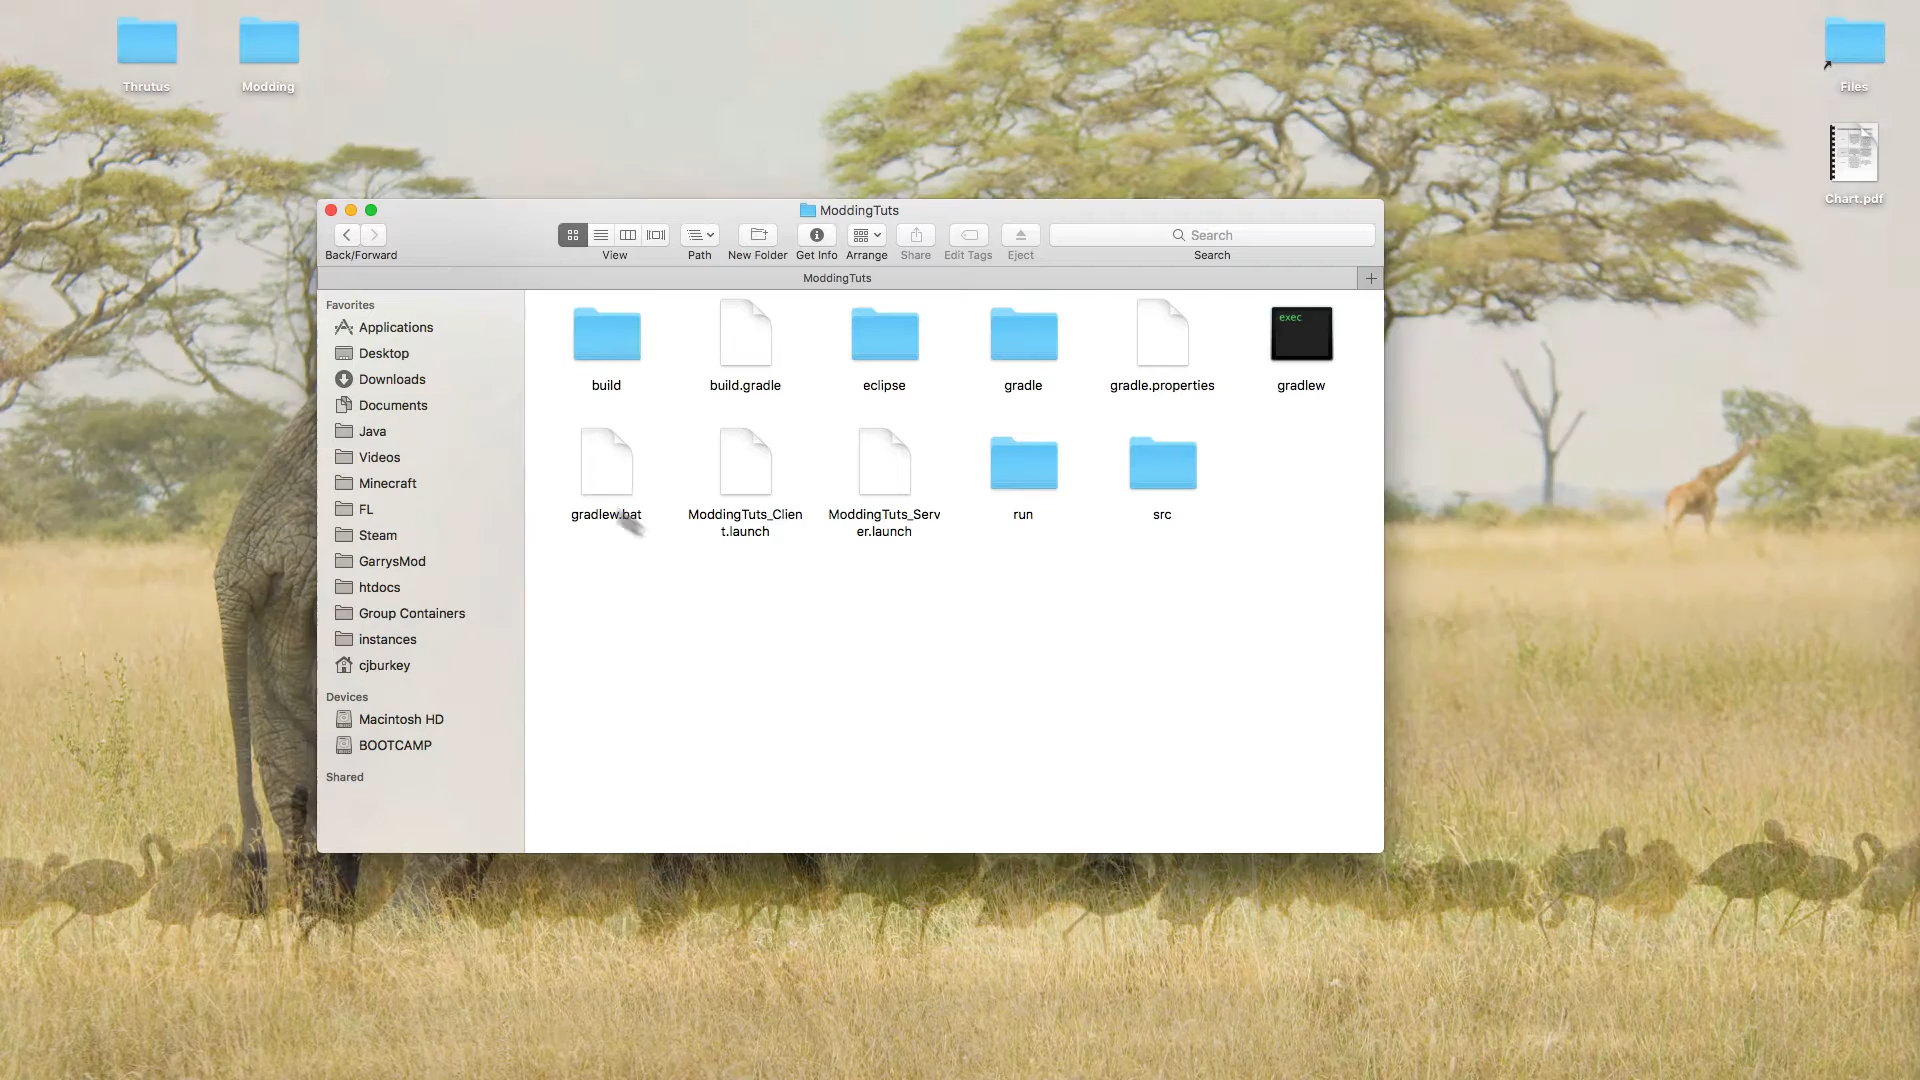 Thrutus
Modding
Files
Chart.pdf
ModdingTuts
Search
Back/Forward
View
Path
New Folder
Get Info
Arrange
Share
Edit Tags
Eject
Search
ModdingTuts
Favorites
Applications
Desktop
Downloads
Documents
Java
Videos
Minecraft
FL
Steam
GarrysMod
htdocs
Group Containers
instances
cjburkey
Devices
Macintosh HD
BOOTCAMP
Shared
exec
build
build.gradle
eclipse
gradle
gradle.properties
gradlew
gradlew.bat
ModdingTuts_Clien
t.launch
ModdingTuts_Serv
er.launch
run
src